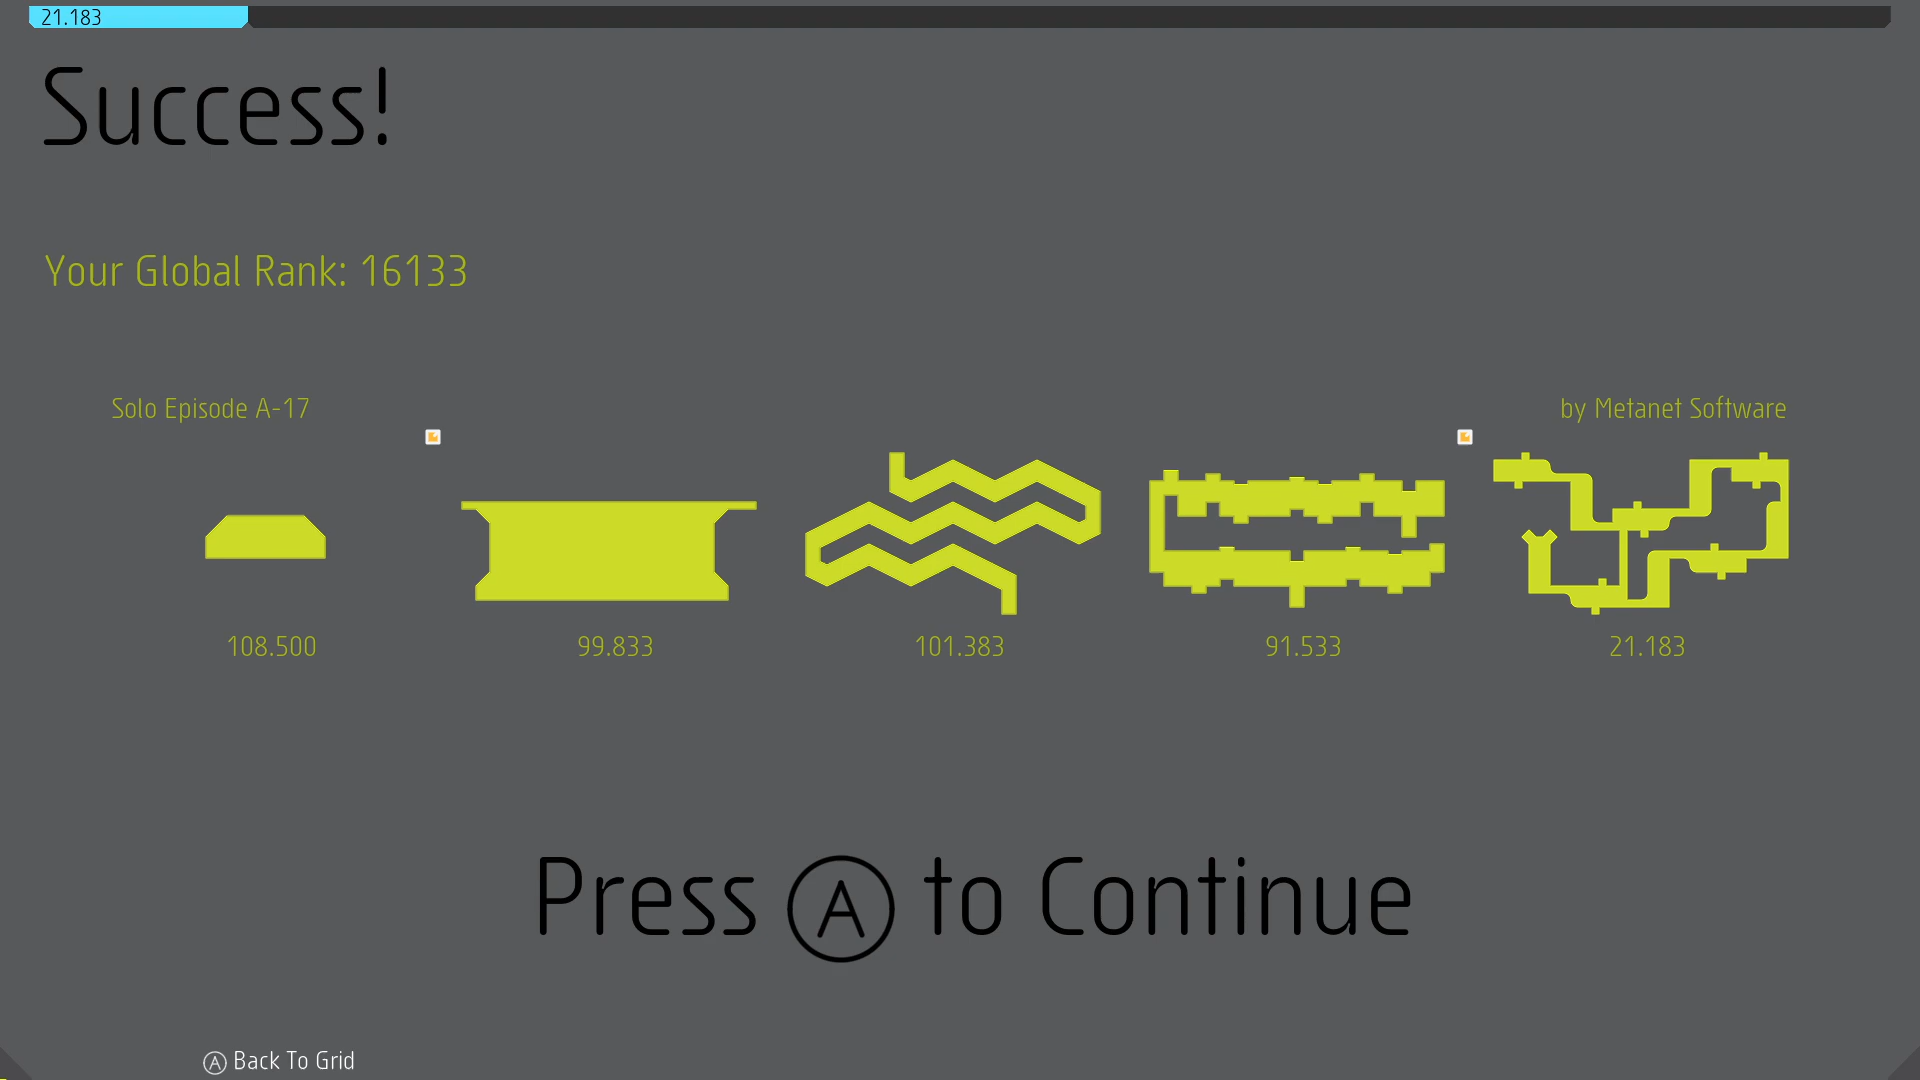 21.183
Success!
Your Global Rank: 16133
Solo Episode A-17
by Metanet Software
108.500
99.833
101.383
91.533
21.183
Press A to Continue
A Back To Grid